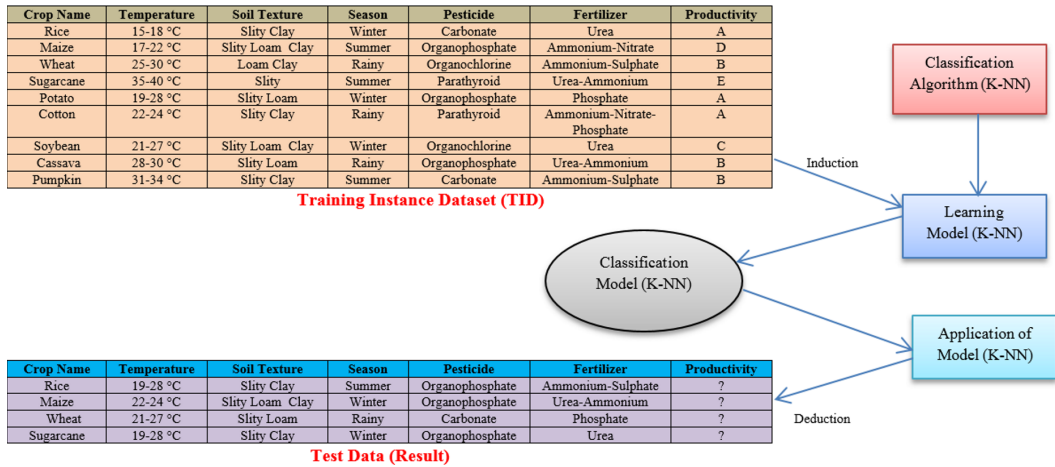 Crop Name Temperature Soil Texture Season Pesticide Fertilizer Productivity
Rice 15-18 °C Slity Clay Winter Carbonate Urea A
Maize 17-22 °C Slity Loam Clay Summer Organophosphate Ammonium-Nitrate D
Wheat 25-30 °C Loam Clay Rainy Organochlorine Ammonium-Sulphate B
Sugarcane 35-40 °C Slity Summer Parathyroid Urea-Ammonium E
Potato 19-28 °C Slity Loam Winter Organophosphate Phosphate A
Cotton 22-24 °C Slity Clay Rainy Parathyroid Ammonium-Nitrate-
Phosphate A
Soybean 21-27 °C Slity Loam Clay Winter Organochlorine Urea C
Cassava 28-30 °C Slity Loam Rainy Organophosphate Urea-Ammonium B
Pumpkin 31-34 °C Slity Clay Summer Carbonate Ammonium-Sulphate B
Training Instance Dataset (TID)
Classification
Algorithm (K-NN)
Induction
Learning
Model (K-NN)
Classification
Model (K-NN)
Application of
Model (K-NN)
Deduction
Crop Name Temperature Soil Texture Season Pesticide Fertilizer Productivity
Rice 19-28 °C Slity Clay Summer Organophosphate Ammonium-Sulphate ?
Maize 22-24 °C Slity Loam Clay Winter Organophosphate Urea-Ammonium ?
Wheat 21-27 °C Slity Loam Rainy Carbonate Phosphate ?
Sugarcane 19-28 °C Slity Clay Winter Organophosphate Urea ?
Test Data (Result)